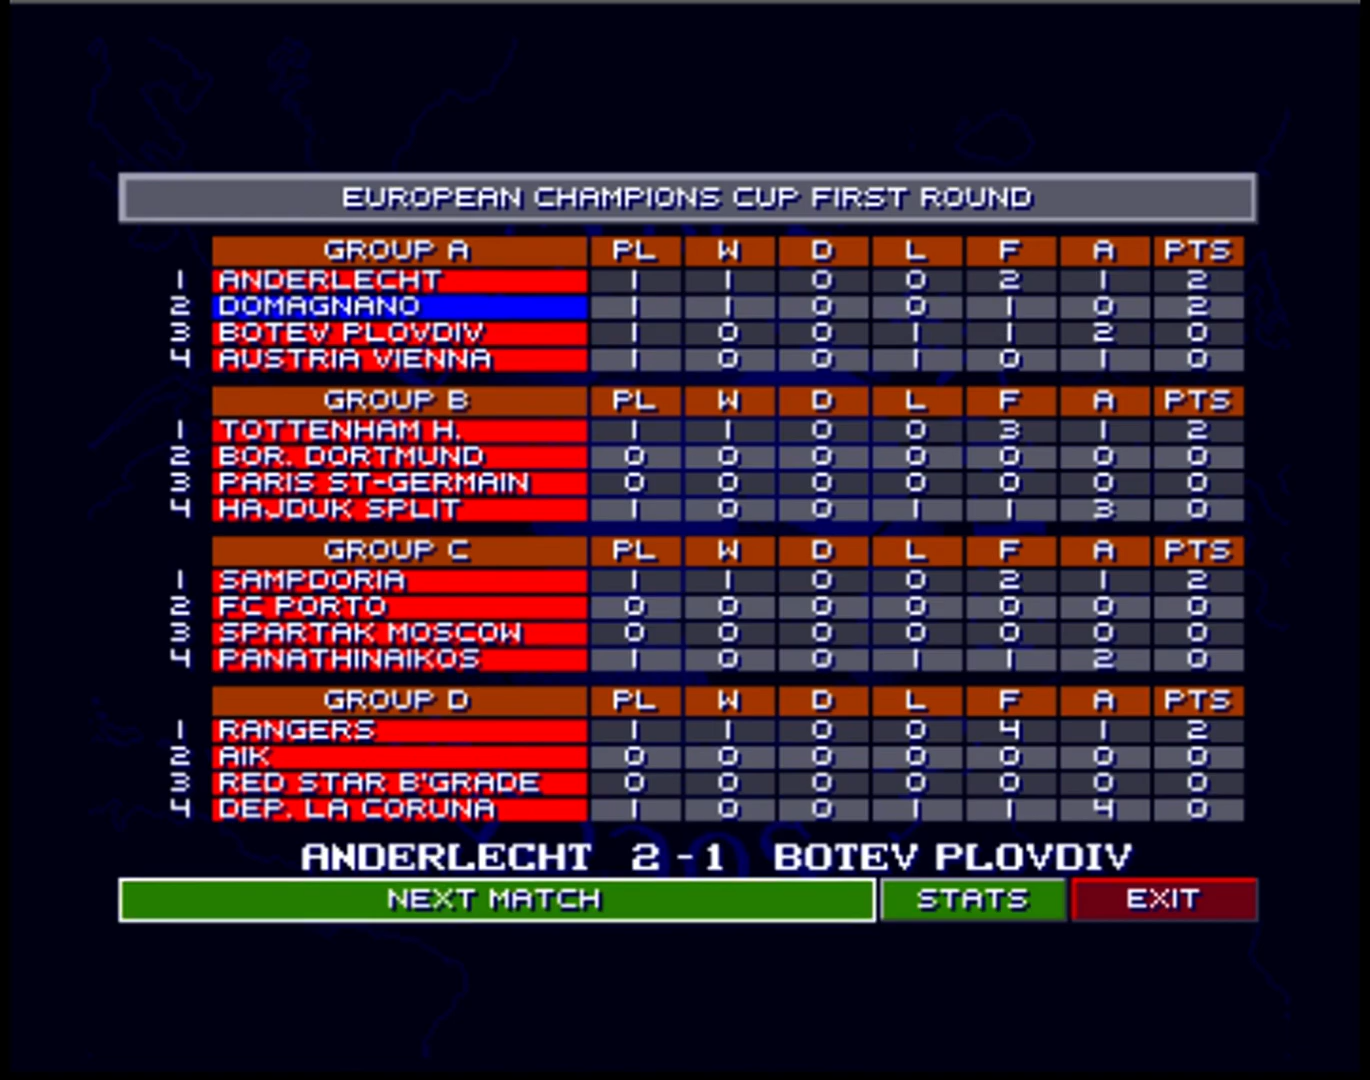 EUROPEAN CHAMPIONS CUP FIRST ROUND
GROUP A PL W D L F A PTS
1 ANDERLECHT 1 1 0 0 2 1 2
2 DOMAGNANO 1 1 0 0 1 0 2
3 BOTEV PLOVDIV 1 0 0 1 1 2 0
4 AUSTRIA VIENNA 1 0 0 1 0 1 0
GROUP B PL W D L F A PTS
1 TOTTENHAM H. 1 1 0 0 3 1 2
2 BOR. DORTMUND 0 0 0 0 0 0 0
3 PARIS ST-GERMAIN 0 0 0 0 0 0 0
4 HAJDUK SPLIT 1 0 0 1 1 3 0
GROUP C PL W D L F A PTS
1 SAMPDORIA 1 1 0 0 2 1 2
2 FC PORTO 0 0 0 0 0 0 0
3 SPARTAK MOSCOW 0 0 0 0 0 0 0
4 PANATHINAIKOS 1 0 0 1 1 2 0
GROUP D PL W D L F A PTS
1 RANGERS 1 1 0 0 4 1 2
2 AIK 0 0 0 0 0 0 0
3 RED STAR B'GRADE 0 0 0 0 0 0 0
4 DEP. LA CORUNA 1 0 0 1 1 4 0
ANDERLECHT 2 - 1 BOTEV PLOVDIV
NEXT MATCH STATS EXIT